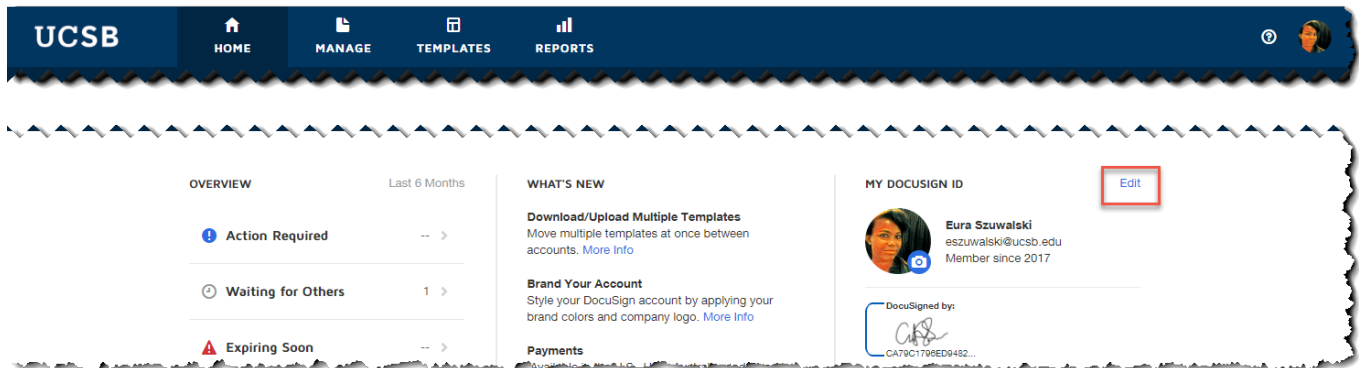 UCSB
HOME
MANAGE
TEMPLATES
REPORTS
OVERVIEW
Last 6 Months
Action Required
--
Waiting for Others
1
Expiring Soon
--
WHAT'S NEW
Download/Upload Multiple Templates
Move multiple templates at once between
accounts. More Info
Brand Your Account
Style your DocuSign account by applying your
brand colors and company logo. More Info
Payments
MY DOCUSIGN ID
Edit
Eura Szuwalski
eszuwalski@ucsb.edu
Member since 2017
DocuSigned by:
CA79C1796ED9482...